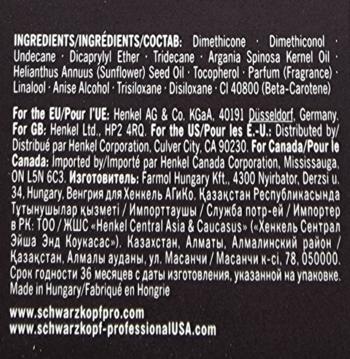 INGREDIENTS/INGRÉDIENTS/СОСТАВ: Dimethicone · Dimethiconol ·
Undecane · Dicaprylyl Ether · Tridecane · Argania Spinosa Kernel Oil ·
Helianthus Annuus (Sunflower) Seed Oil · Tocopherol · Parfum (Fragrance) ·
Linalool · Anise Alcohol · Trisiloxane · Disiloxane · CI 40800 (Beta-Carotene)
For the EU/Pour l'UE: Henkel AG & Co. KGaA, 40191 Düsseldorf, Germany.
For GB: Henkel Ltd., HP2 4RQ. For the US/Pour les É.-U.: Distributed by/
Distribué par Henkel Corporation, Culver City, CA 90230. For Canada/Pour le
Canada: Imported by/Importé par Henkel Canada Corporation, Mississauga,
ON L5N 6C3. Изготовитель: Farmol Hungary Kft., 4300 Nyirbator, Derzsi u.
34, Hungary, Венгрия для Хенкель АГиКо. Қазақстан Республикасында
Тұтынушылар қызметі / Импорттаушы / Служба потр-ей / Импортер
в РК: ТОО / ЖШС «Henkel Central Asia & Caucasus» («Хенкель Сентрал
Эйша Энд Коукасас»). Казахстан, Алматы, Алмалинский район /
Қазақстан, Алматы, Алмалы ауданы, ул. Масанчи / Масанчи к-сі, 78, 050000.
Срок годности 36 месяцев с даты изготовления, указанной на упаковке.
Made in Hungary/Fabriqué en Hongrie
www.schwarzkopfpro.com
www.schwarzkopf-professionalUSA.com